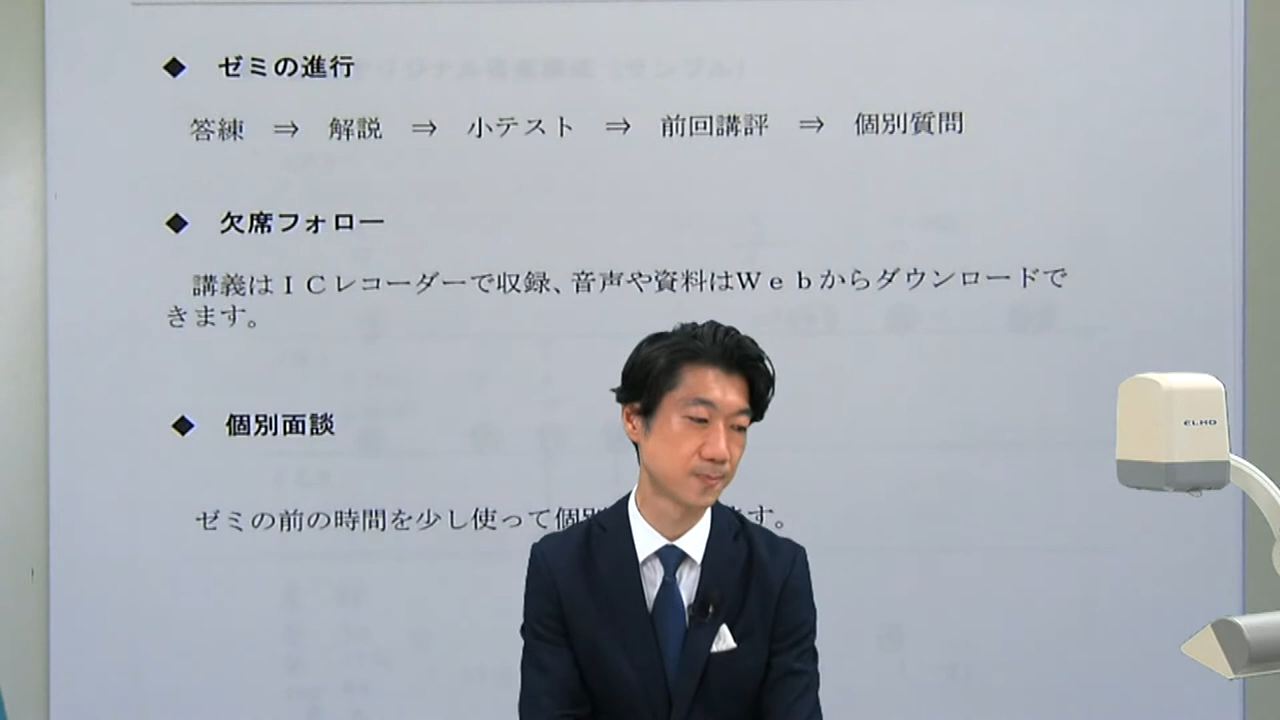 ◆ ゼミの進行
答練 ⇒ 解説 ⇒ 小テスト ⇒ 前回講評 ⇒ 個別質問
◆ 欠席フォロー
講義はＩＣレコーダーで収録、音声や資料はＷｅｂからダウンロードで
きます。
◆ 個別面談
ゼミの前の時間を少し使って個別 ます。
ELMO